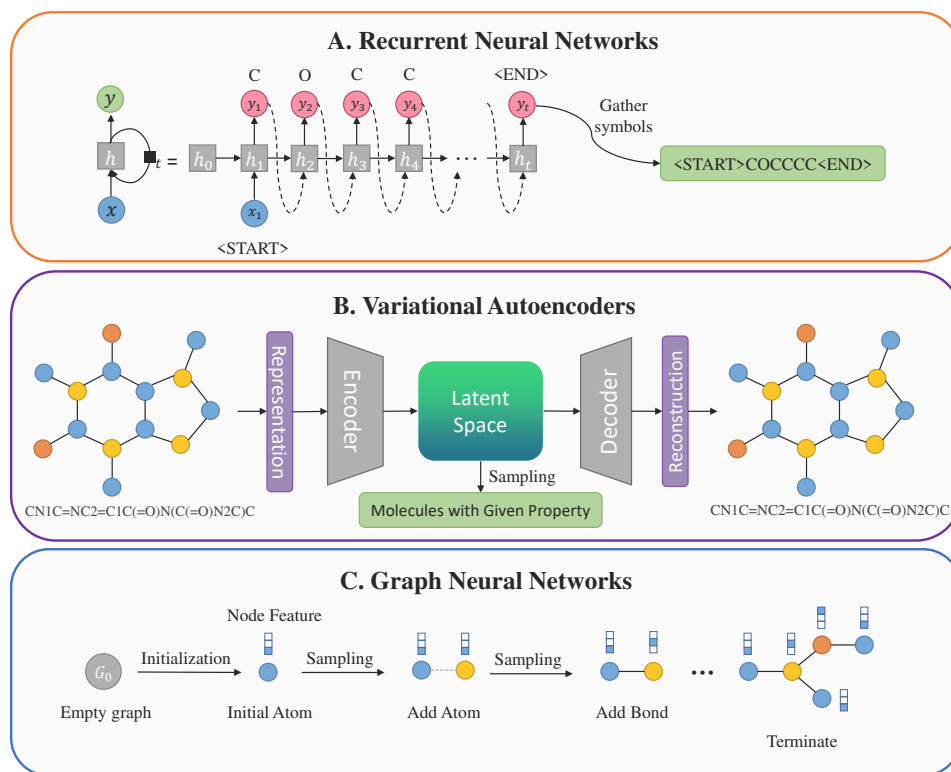 A. Recurrent Neural Networks
C O C C <END>
y y₁ y₂ y₃ y₄ yₜ
Gather
symbols
h t = h₀ h₁ h₂ h₃ h₄ ⋯ hₜ
<START>COCCCC<END>
x x₁
<START>
B. Variational Autoencoders
Representation
Encoder
Latent
Space
Decoder
Reconstruction
Sampling
Molecules with Given Property
CN1C=NC2=C1C(=O)N(C(=O)N2C)C
CN1C=NC2=C1C(=O)N(C(=O)N2C)C
C. Graph Neural Networks
Node Feature
G₀
Initialization
Sampling
Sampling
...
Empty graph
Initial Atom
Add Atom
Add Bond
Terminate